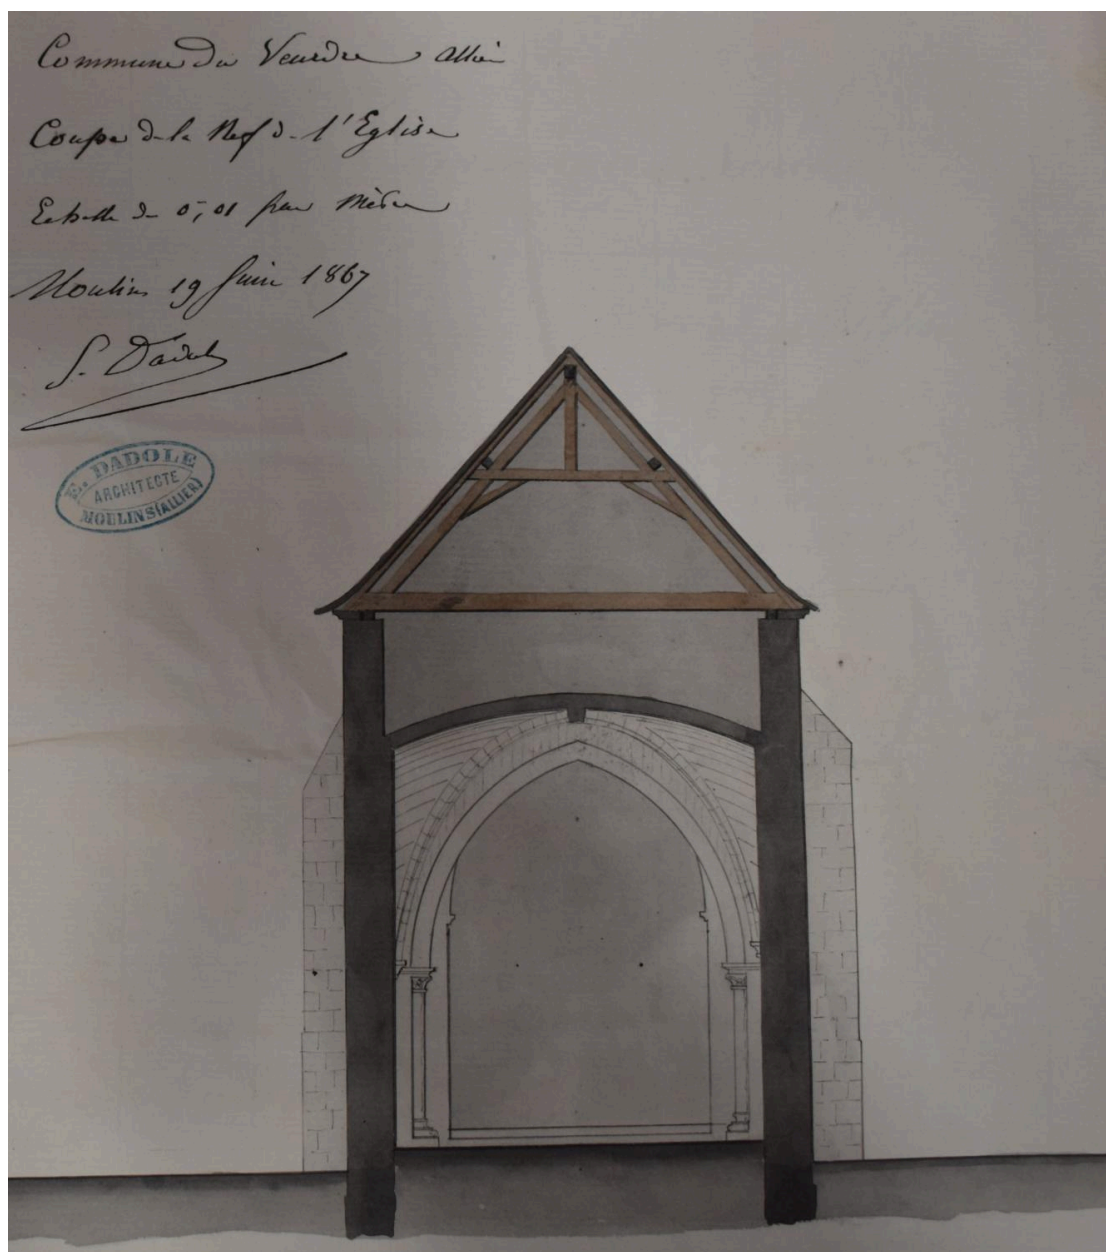 Commune du Veurdre Allier
Coupe de la Nef de l'Eglise
Echelle de 0,01 par Mètre
Moulins 19 Juin 1867
E. DADOLE
ARCHITECTE
MOULINS (ALLIER)